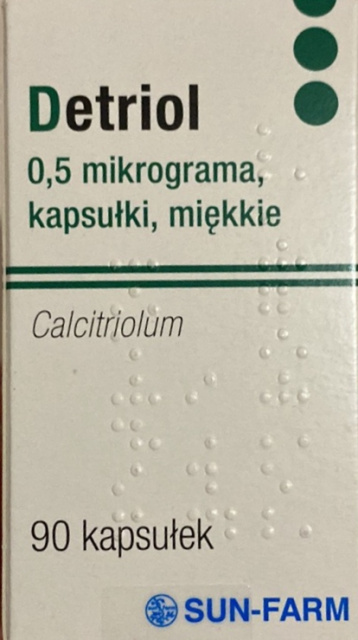 Detriol
0,5 mikrograma,
kapsułki, miękkie
Calcitriolum
90 kapsułek
SUN-FARM